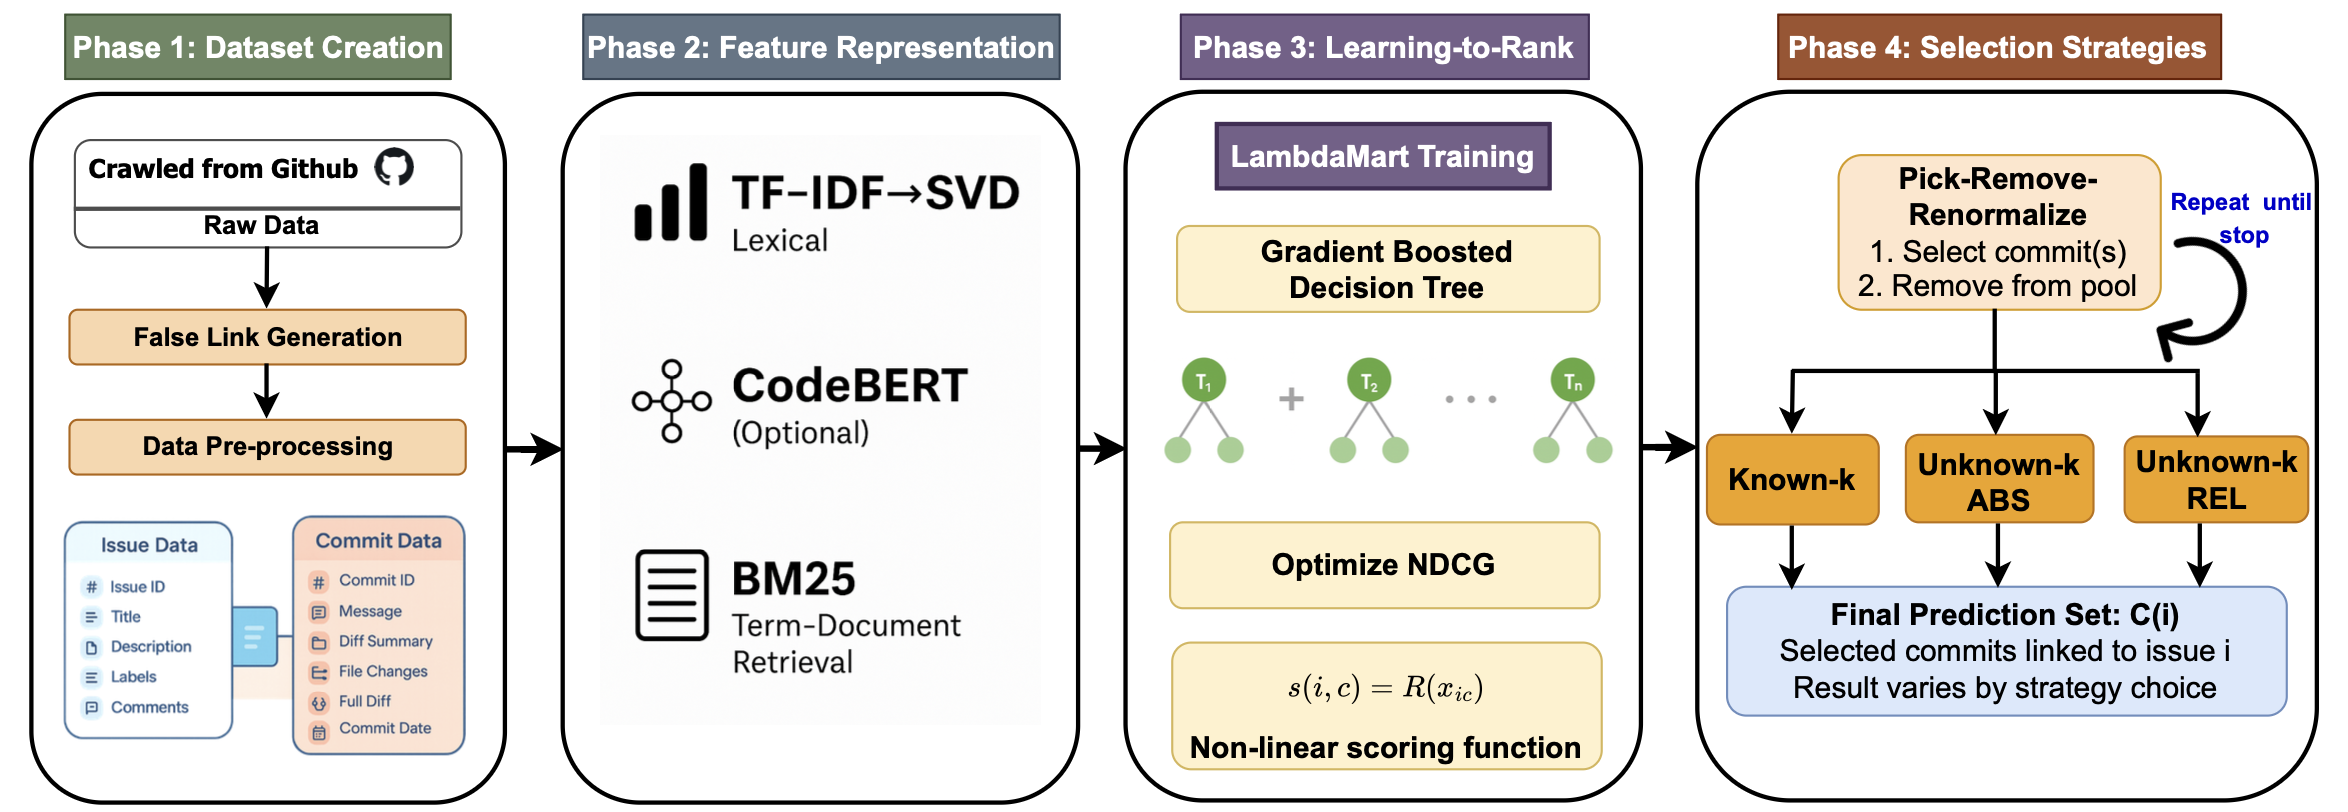 Phase 1: Dataset Creation
Crawled from Github
Raw Data
False Link Generation
Data Pre-processing
Issue Data
# Issue ID
Title
Description
Labels
Comments
Commit Data
# Commit ID
Message
Diff Summary
File Changes
Full Diff
Commit Date
Phase 2: Feature Representation
TF–IDF→SVD
Lexical
CodeBERT
(Optional)
BM25
Term-Document
Retrieval
Phase 3: Learning-to-Rank
LambdaMart Training
Gradient Boosted
Decision Tree
T₁ + T₂ ... Tₙ
Optimize NDCG
s(i, c) = R(x_{ic})
Non-linear scoring function
Phase 4: Selection Strategies
Pick-Remove-
Renormalize
1. Select commit(s)
2. Remove from pool
Repeat until
stop
Known-k
Unknown-k
ABS
Unknown-k
REL
Final Prediction Set: C(i)
Selected commits linked to issue i
Result varies by strategy choice